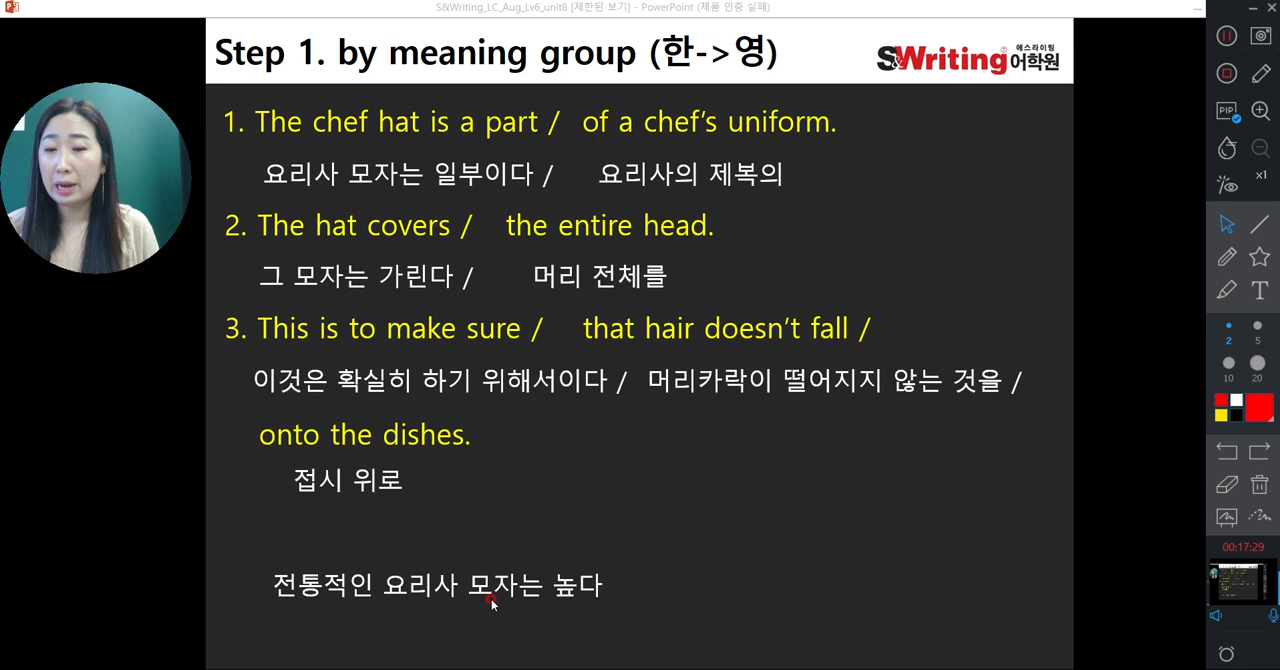 S&Writing_LC_Aug_Lv6_unit8 [제한된 보기] - PowerPoint (제품 인증 실패)
Step 1. by meaning group (한->영)
S&Writing® 에스라이팅 어학원
1. The chef hat is a part / of a chef's uniform.
요리사 모자는 일부이다 / 요리사의 제복의
2. The hat covers / the entire head.
그 모자는 가린다 / 머리 전체를
3. This is to make sure / that hair doesn't fall /
이것은 확실히 하기 위해서이다 / 머리카락이 떨어지지 않는 것을 /
onto the dishes.
접시 위로
전통적인 요리사 모자는 높다
PIP
x1
T
2 5
10 20
00:17:29